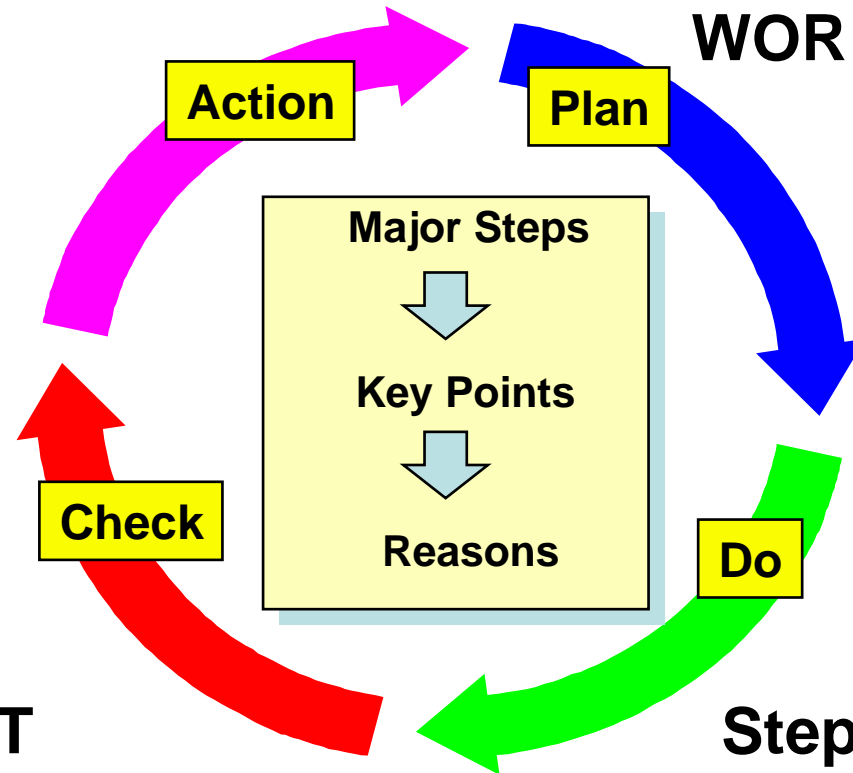 WOR
Action
Plan
Major Steps
Key Points
Reasons
Check
Do
T
Step